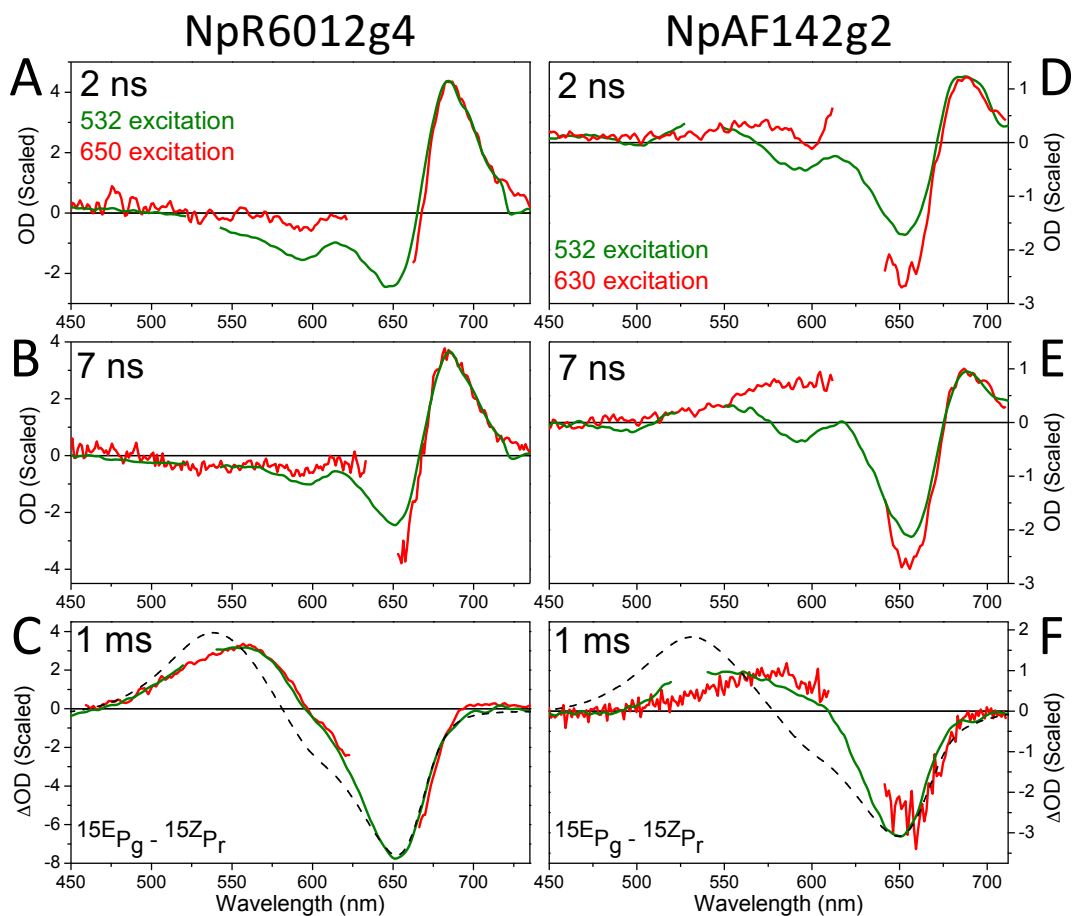 NpR6012g4 NpAF142g2
A
2 ns
532 excitation
650 excitation
OD (Scaled)
4
2
0
-2
450 500 550 600 650 700
D
2 ns
532 excitation
630 excitation
OD (Scaled)
1
0
-1
-2
-3
450 500 550 600 650 700
B
7 ns
OD (Scaled)
4
2
0
-2
-4
450 500 550 600 650 700
E
7 ns
OD (Scaled)
1
0
-1
-2
-3
450 500 550 600 650 700
C
1 ms
ΔOD (Scaled)
4
2
0
-2
-4
-6
-8
15EPg - 15ZPr
450 500 550 600 650 700
Wavelength (nm)
F
1 ms
ΔOD (Scaled)
2
1
0
-1
-2
-3
15EPg - 15ZPr
450 500 550 600 650 700
Wavelength (nm)